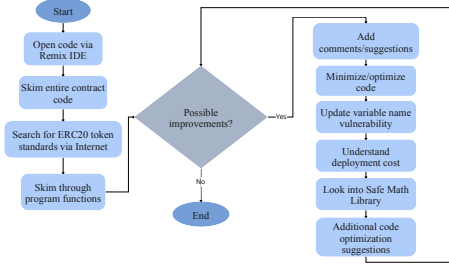 Start
Open code via
Remix IDE
Skim entire contract
code
Search for ERC20 token
standards via Internet
Skim through
program functions
Possible
improvements?
Yes
No
End
Add
comments/suggestions
Minimize/optimize
code
Update variable name
vulnerability
Understand
deployment cost
Look into Safe Math
Library
Additional code
optimization
suggestions